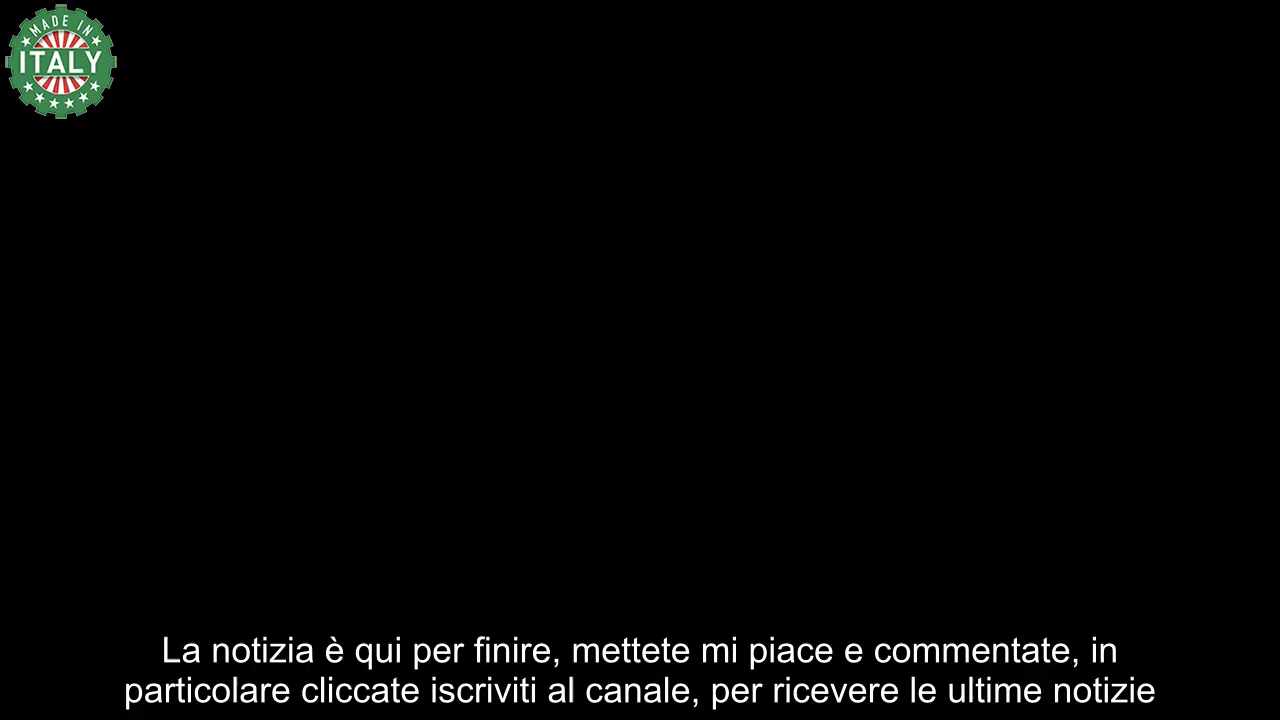 MADE IN
ITALY
La notizia è qui per finire, mettete mi piace e commentate, in
particolare cliccate iscriviti al canale, per ricevere le ultime notizie